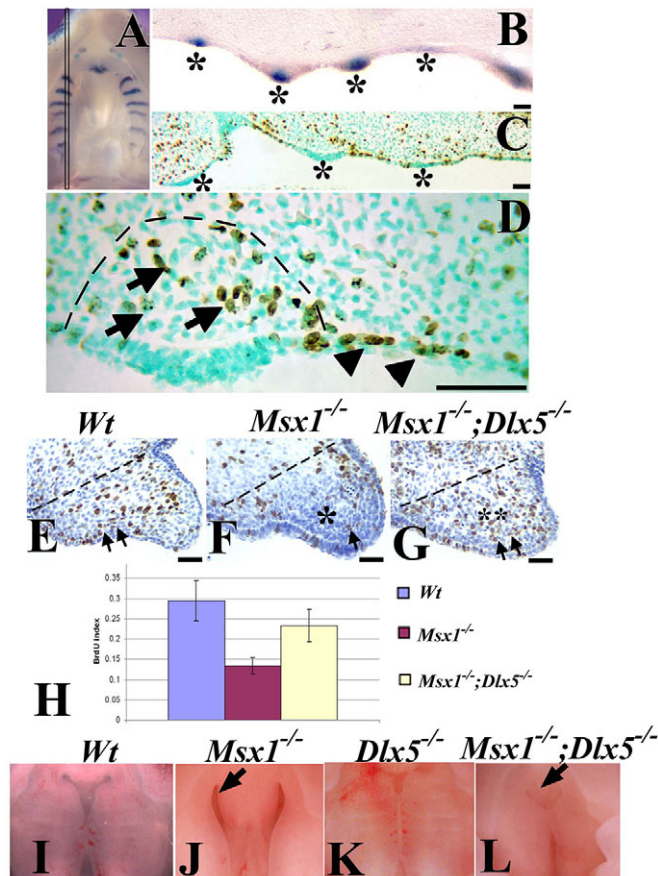 A
B
* * * *
C
* * *
D
Wt Msx1-/- Msx1-/-;Dlx5-/-
E
F *
G **
0.35
0.3
0.25
0.2
0.15
0.1
0.05
0
BrdU Index
Wt
Msx1-/-
Msx1-/-;Dlx5-/-
H
Wt Msx1-/- Dlx5-/- Msx1-/-;Dlx5-/-
I J K L